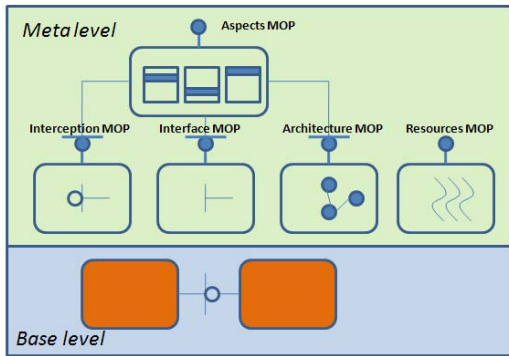 Aspects MOP
Meta level
Interception MOP
Interface MOP
Architecture MOP
Resources MOP
Base level